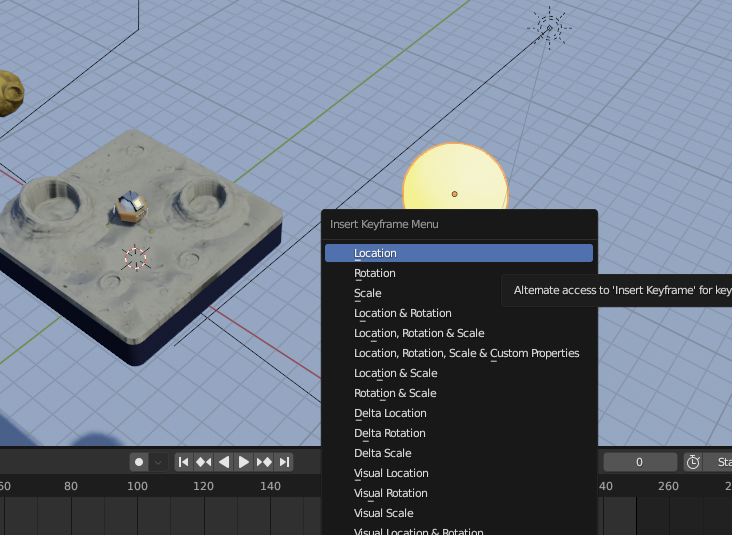 Insert Keyframe Menu
Location
Rotation
Alternate access to 'Insert Keyframe' for key
Scale
Location & Rotation
Location, Rotation & Scale
Location, Rotation, Scale & Custom Properties
Location & Scale
Rotation & Scale
Delta Location
Delta Rotation
Delta Scale
Visual Location
Visual Rotation
Visual Scale
Visual Location & Rotation
0
Sta
60 80 100 120 140 40 260 2